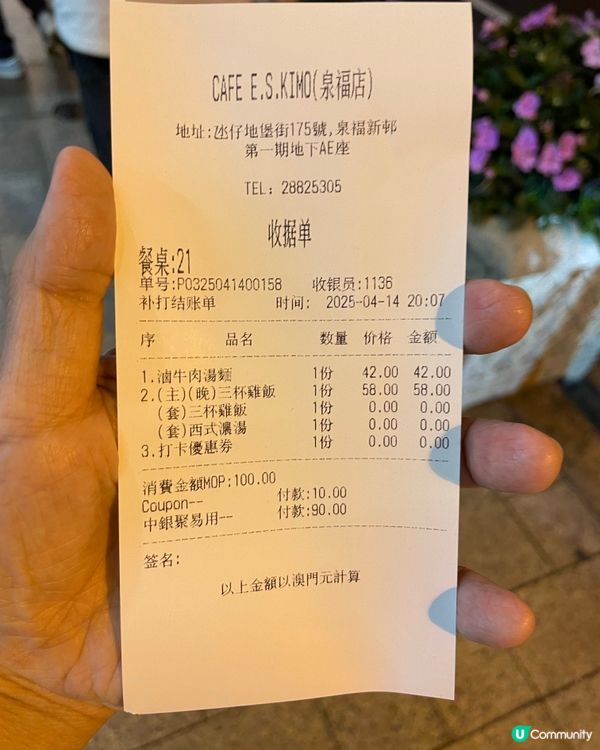 CAFE E.S.KIMO(泉福店)
地址:氹仔地堡街175號,泉福新邨
第一期地下AE座
TEL: 28825305
收据单
餐桌:21
单号:P0325041400158 收银员:1136
补打结账单 时间: 2025-04-14 20:07
序 品名 数量 价格 金额
1.滷牛肉湯麵 1份 42.00 42.00
2.(主)(晚)三杯雞飯 1份 58.00 58.00
(套)三杯雞飯 1份 0.00 0.00
(套)西式濃湯 1份 0.00 0.00
3.打卡優惠券 1份 0.00 0.00
消費金額MOP:100.00
Coupon-- 付款:10.00
中銀聚易用-- 付款:90.00
签名:
以上金額以澳門元計算
U Community